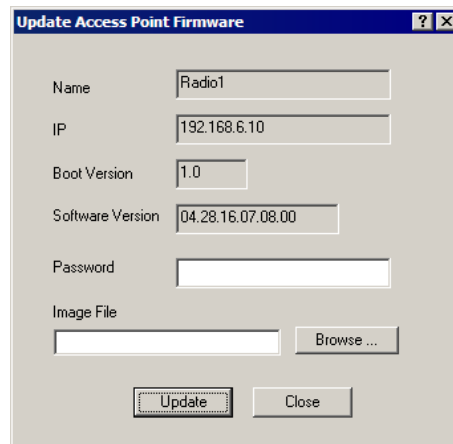 Update Access Point Firmware
Name Radio1
IP 192.168.6.10
Boot Version 1.0
Software Version 04.28.16.07.08.00
Password
Image File
Browse ...
Update Close